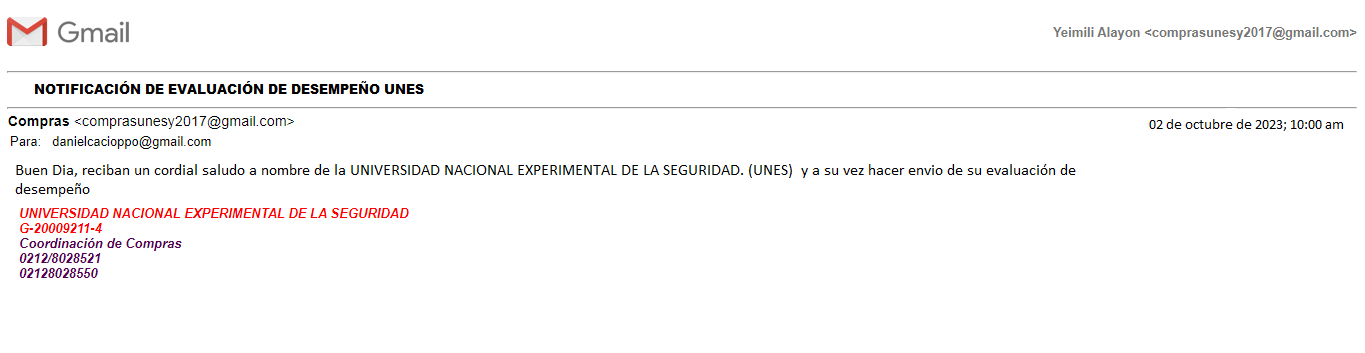 Gmail
Yeimili Alayon <comprasunesy2017@gmail.com>
NOTIFICACIÓN DE EVALUACIÓN DE DESEMPEÑO UNES
Compras <comprasunesy2017@gmail.com>
02 de octubre de 2023; 10:00 am
Para: danielcacioppo@gmail.com
Buen Dia, reciban un cordial saludo a nombre de la UNIVERSIDAD NACIONAL EXPERIMENTAL DE LA SEGURIDAD. (UNES) y a su vez hacer envio de su evaluación de
desempeño
UNIVERSIDAD NACIONAL EXPERIMENTAL DE LA SEGURIDAD
G-20009211-4
Coordinación de Compras
0212/8028521
02128028550